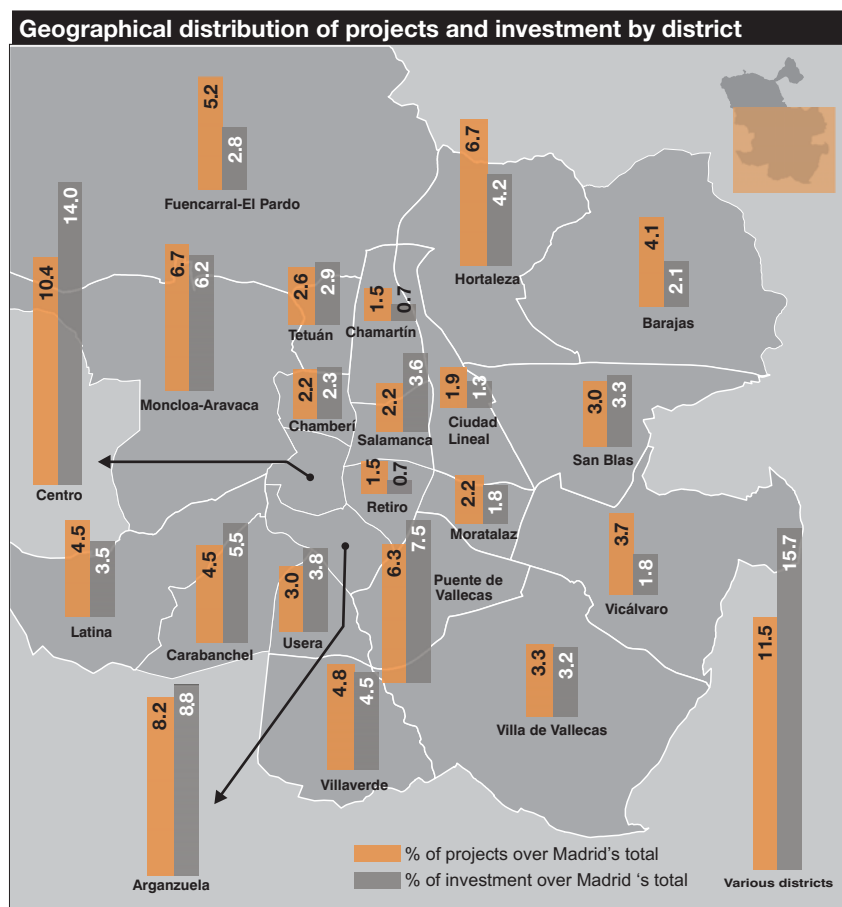 Geographical distribution of projects and investment by district
5.2
2.8
Fuencarral-El Pardo
6.7
4.2
Hortaleza
10.4
14.0
Centro
6.7
6.2
Moncloa-Aravaca
2.6
2.9
Tetuán
1.5
0.7
Chamartín
4.1
2.1
Barajas
2.2
2.3
Chamberí
2.2
3.6
Salamanca
1.9
1.3
Ciudad
Lineal
3.0
3.3
San Blas
1.5
0.7
Retiro
2.2
1.8
Moratalaz
4.5
3.5
Latina
4.5
5.5
Carabanchel
3.0
3.8
Usera
6.3
7.5
Puente de
Vallecas
3.7
1.8
Vicálvaro
11.5
15.7
Various districts
4.8
4.5
Villaverde
3.3
3.2
Villa de Vallecas
8.2
8.8
Arganzuela
% of projects over Madrid's total
% of investment over Madrid 's total